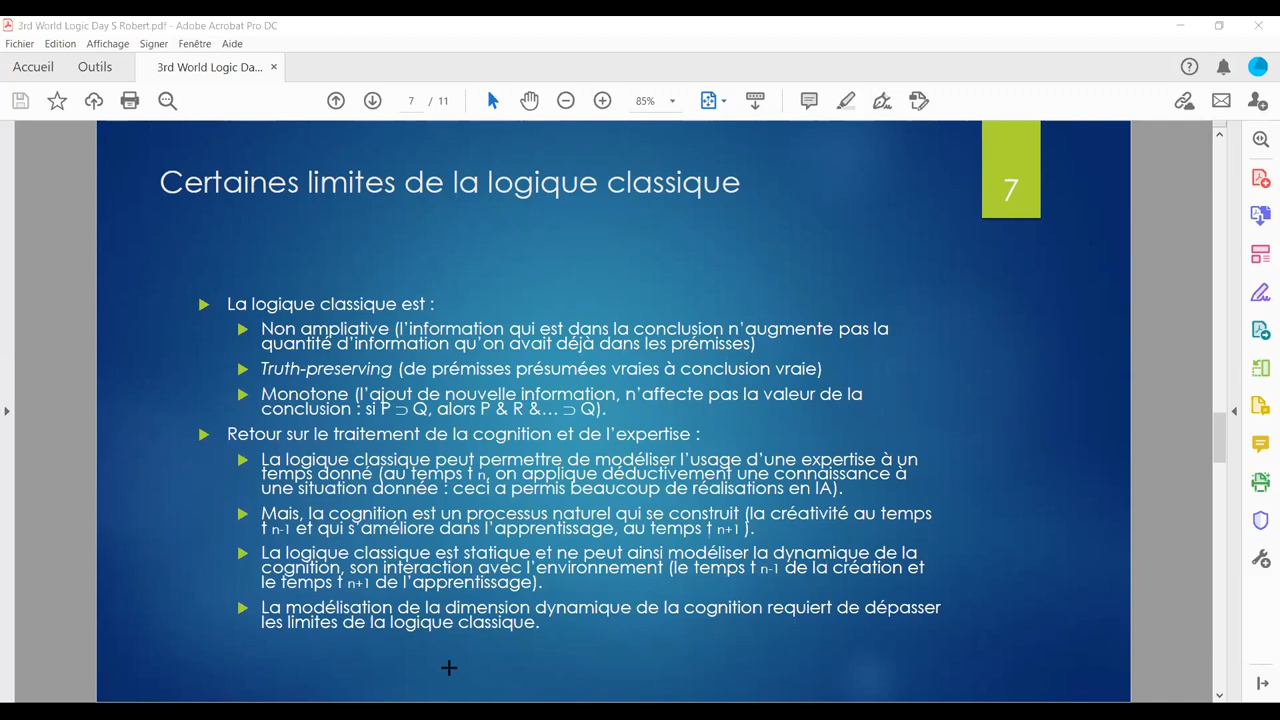 3rd World Logic Day S Robert.pdf - Adobe Acrobat Pro DC
Fichier Edition Affichage Signer Fenêtre Aide
Accueil Outils 3rd World Logic Da... ×
7 / 11 85%
Certaines limites de la logique classique
7
La logique classique est :
Non ampliative (l'information qui est dans la conclusion n'augmente pas la
quantité d'information qu'on avait déjà dans les prémisses)
Truth-preserving (de prémisses présumées vraies à conclusion vraie)
Monotone (l'ajout de nouvelle information, n'affecte pas la valeur de la
conclusion : si P ⊃ Q, alors P & R &… ⊃ Q).
Retour sur le traitement de la cognition et de l'expertise :
La logique classique peut permettre de modéliser l'usage d'une expertise à un
temps donné (au temps t n, on applique déductivement une connaissance à
une situation donnée : ceci a permis beaucoup de réalisations en IA).
Mais, la cognition est un processus naturel qui se construit (la créativité au temps
t n-1 et qui s'améliore dans l'apprentissage, au temps t n+1 ).
La logique classique est statique et ne peut ainsi modéliser la dynamique de la
cognition, son intéraction avec l'environnement (le temps t n-1 de la création et
le temps t n+1 de l'apprentissage).
La modélisation de la dimension dynamique de la cognition requiert de dépasser
les limites de la logique classique.